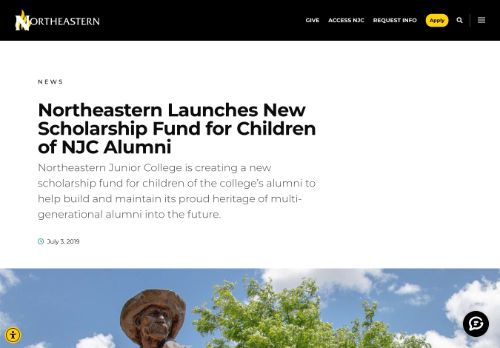 NORTHEASTERN
GIVE
ACCESS NJC
REQUEST INFO
Apply
NEWS
Northeastern Launches New
Scholarship Fund for Children
of NJC Alumni
Northeastern Junior College is creating a new
scholarship fund for children of the college's alumni to
help build and maintain its proud heritage of multi-
generational alumni into the future.
July 3, 2019